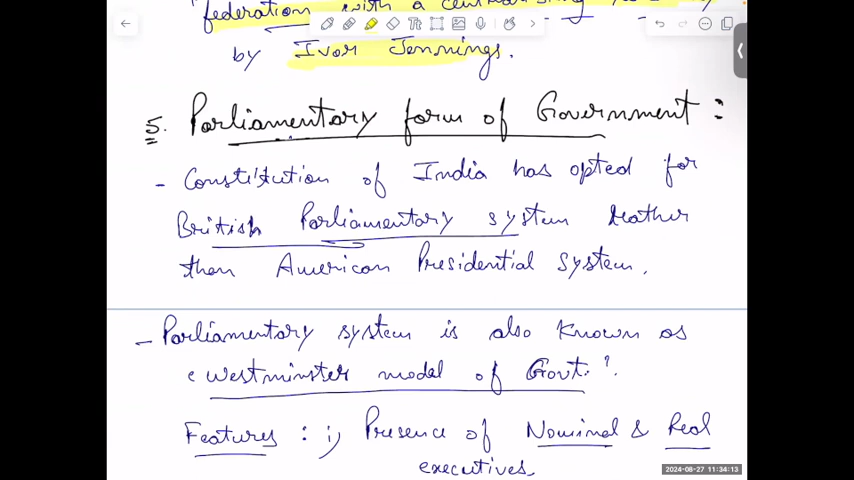 federation with a centralising
by Ivor Jennings.
5. Parliamentary form of Government :
- Constitution of India has opted for
British Parliamentary system Rather
than American Presidential System.
- Parliamentary system is also known as
‘Westminster model of Govt.’.
Features : i) Presence of Nominal & Real
executives.
2024-08-27 11:34:13